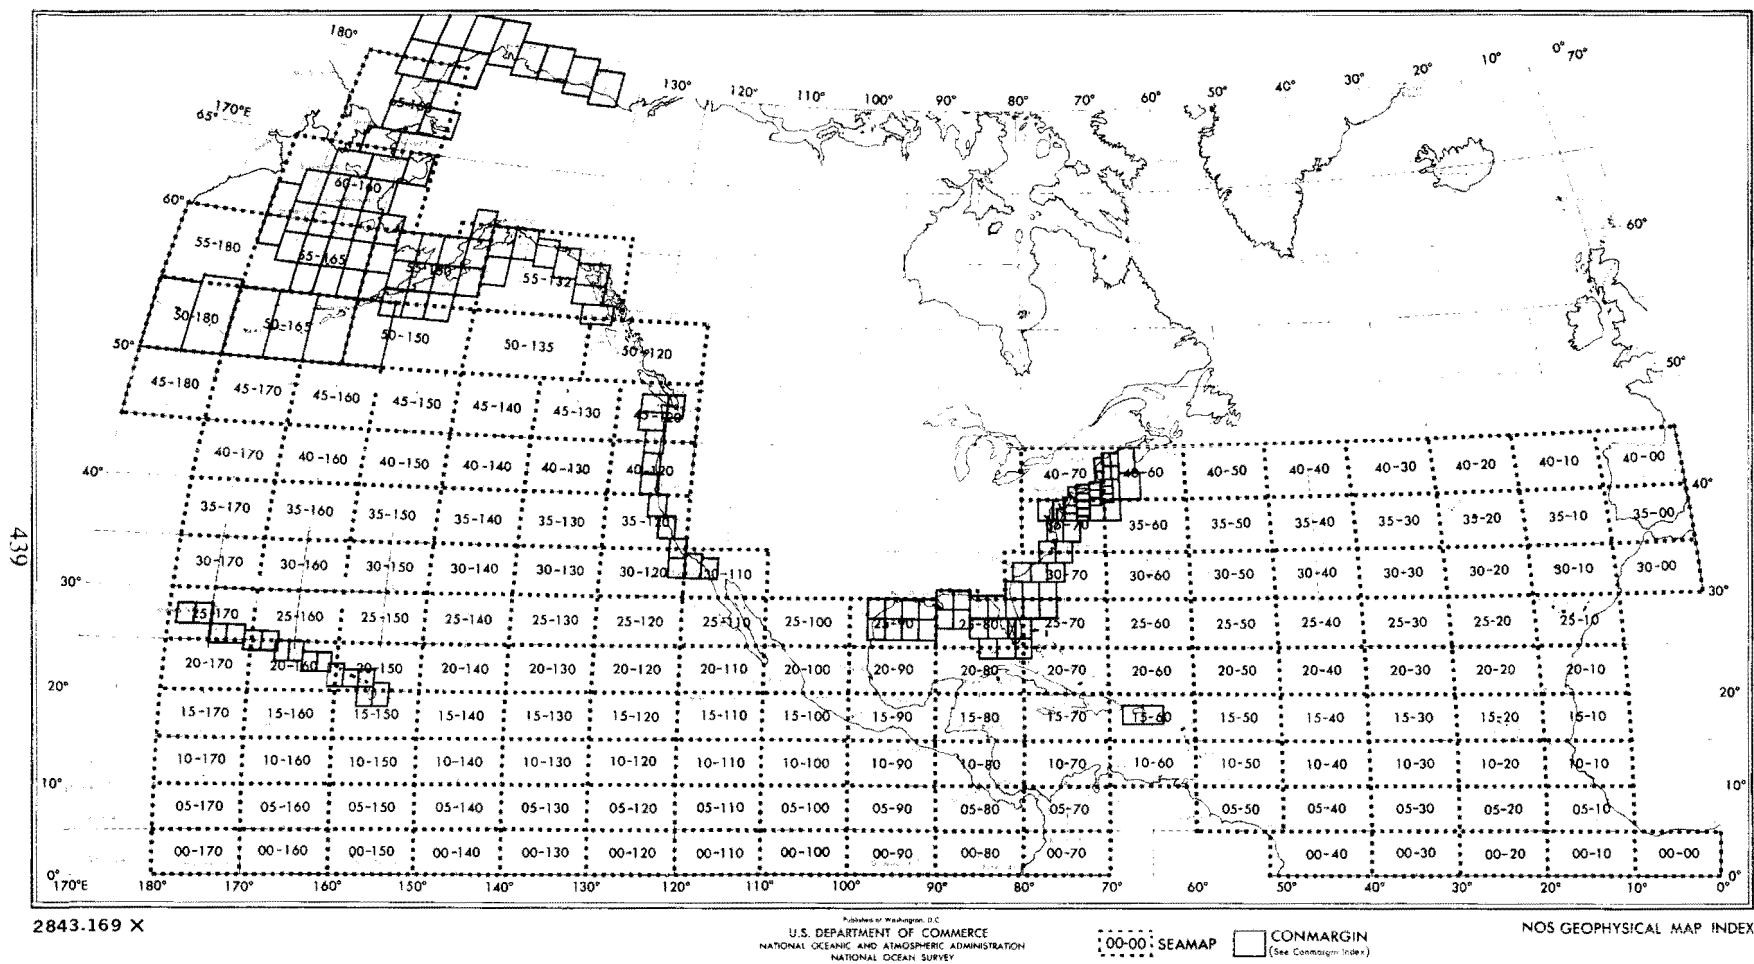 180°
130° 120° 110° 100° 90° 80° 70° 60° 50° 40° 30° 20° 10° 0° 70°
170°E
65°
65-160
60-160
60°
60°
55-180 55-165 55-150 55-132
50-180 50-165 50-150 50-135 50-120
50°
50°
45-180 45-170 45-160 45-150 45-140 45-130 45-120
40° 40-170 40-160 40-150 40-140 40-130 40-120 40-70 40-60 40-50 40-40 40-30 40-20 40-10 40-00 40°
35-170 35-160 35-150 35-140 35-130 35-120 35-70 35-60 35-50 35-40 35-30 35-20 35-10 35-00
439
30° 30-170 30-160 30-150 30-140 30-130 30-120 30-110 30-70 30-60 30-50 30-40 30-30 30-20 30-10 30-00 30°
25-170 25-160 25-150 25-140 25-130 25-120 25-110 25-100 25-90 25-80 25-70 25-60 25-50 25-40 25-30 25-20 25-10
20° 20-170 20-160 20-150 20-140 20-130 20-120 20-110 20-100 20-90 20-80 20-70 20-60 20-50 20-40 20-30 20-20 20-10 20°
15-170 15-160 15-150 15-140 15-130 15-120 15-110 15-100 15-90 15-80 15-70 15-60 15-50 15-40 15-30 15-20 15-10
10-170 10-160 10-150 10-140 10-130 10-120 10-110 10-100 10-90 10-80 10-70 10-60 10-50 10-40 10-30 10-20 10-10
10° 05-170 05-160 05-150 05-140 05-130 05-120 05-110 05-100 05-90 05-80 05-70 05-50 05-40 05-30 05-20 05-10 10°
00-170 00-160 00-150 00-140 00-130 00-120 00-110 00-100 00-90 00-80 00-70 00-40 00-30 00-20 00-10 00-00
0° 0°
170°E 180° 170° 160° 150° 140° 130° 120° 110° 100° 90° 80° 70° 60° 50° 40° 30° 20° 10° 0°
2843.169 X
Published at Washington, D.C.
U.S. DEPARTMENT OF COMMERCE
NATIONAL OCEANIC AND ATMOSPHERIC ADMINISTRATION
NATIONAL OCEAN SURVEY
00-00 SEAMAP
CONMARGIN
(See Conmargin Index)
NOS GEOPHYSICAL MAP INDEX